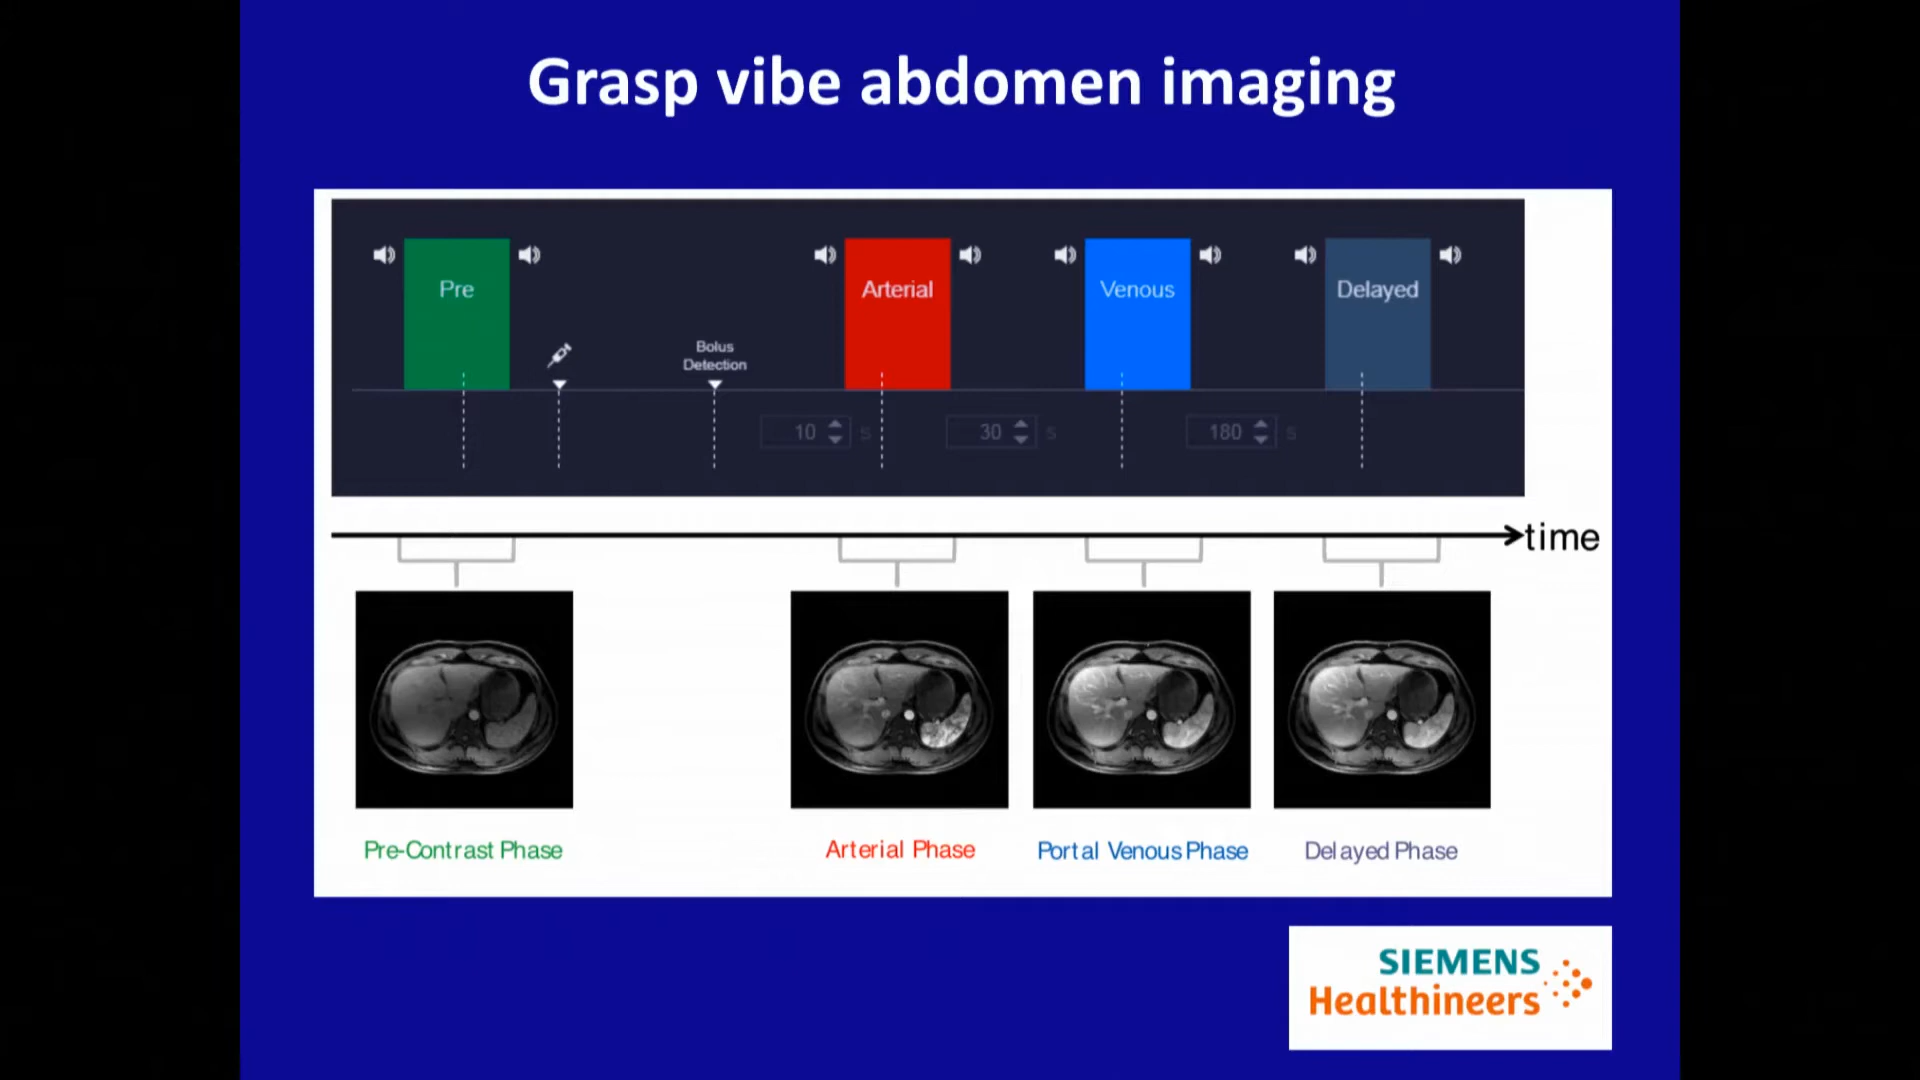 Grasp vibe abdomen imaging
Pre
Arterial
Venous
Delayed
Bolus
Detection
10 s
30 s
180 s
time
Pre-Contrast Phase
Arterial Phase
Portal Venous Phase
Delayed Phase
SIEMENS
Healthineers